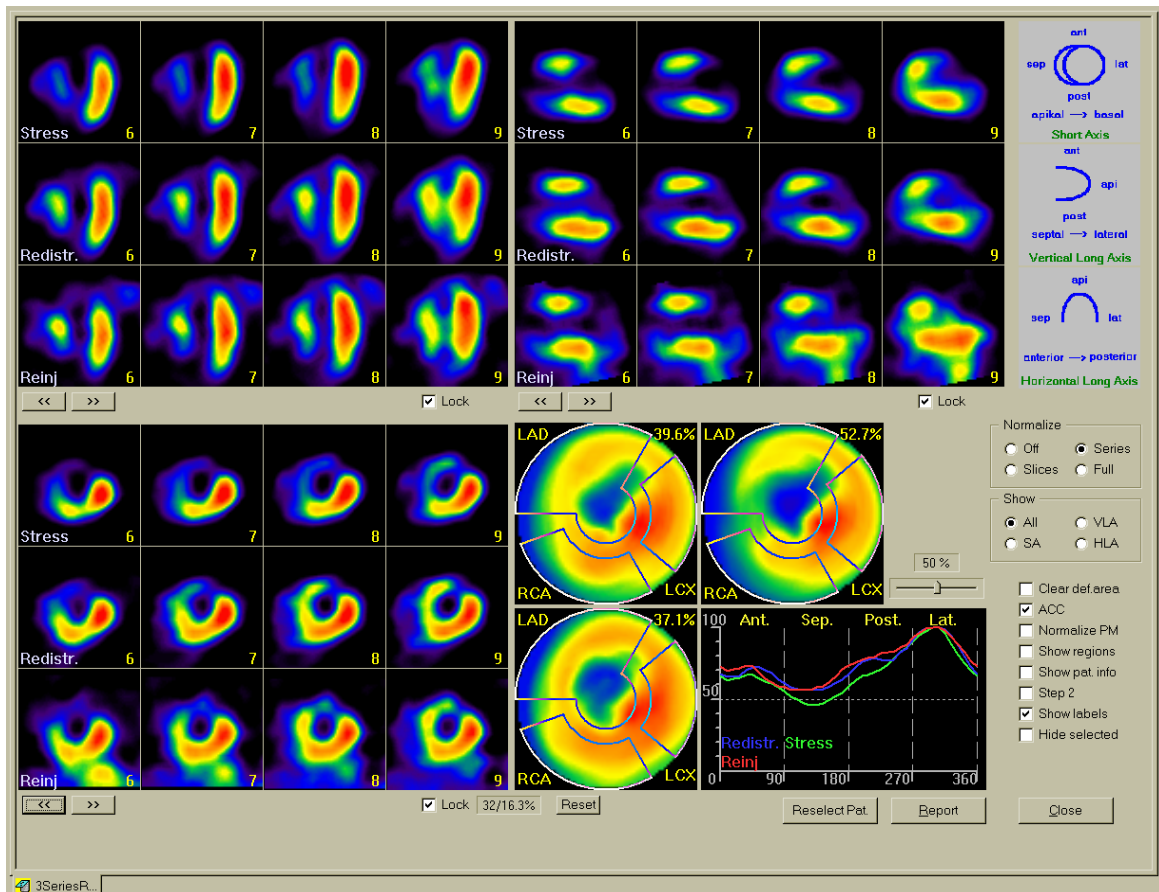 Stress 6 7 8 9
Redistr. 6 7 8 9
Reinj 6 7 8 9
<< >> Lock
Stress 6 7 8 9
Redistr. 6 7 8 9
Reinj 6 7 8 9
<< >> Lock
ant
sep lat
post
apikal → basal
Short Axis
ant
api
post
septal → lateral
Vertical Long Axis
api
sep lat
anterior → posterior
Horizontal Long Axis
Stress 6 7 8 9
Redistr. 6 7 8 9
Reinj 6 7 8 9
<< >> Lock 32/16.3% Reset
LAD 39.6%
RCA LCX
LAD 52.7%
RCA LCX
LAD 37.1%
RCA LCX
50 %
100 Ant. Sep. Post. Lat.
50
Redistr. Stress
Reinj
0 90 180 270 360
Normalize
Off Series
Slices Full
Show
All VLA
SA HLA
Clear def.area
ACC
Normalize PM
Show regions
Show pat. info
Step 2
Show labels
Hide selected
Reselect Pat. Report Close
3SeriesR...